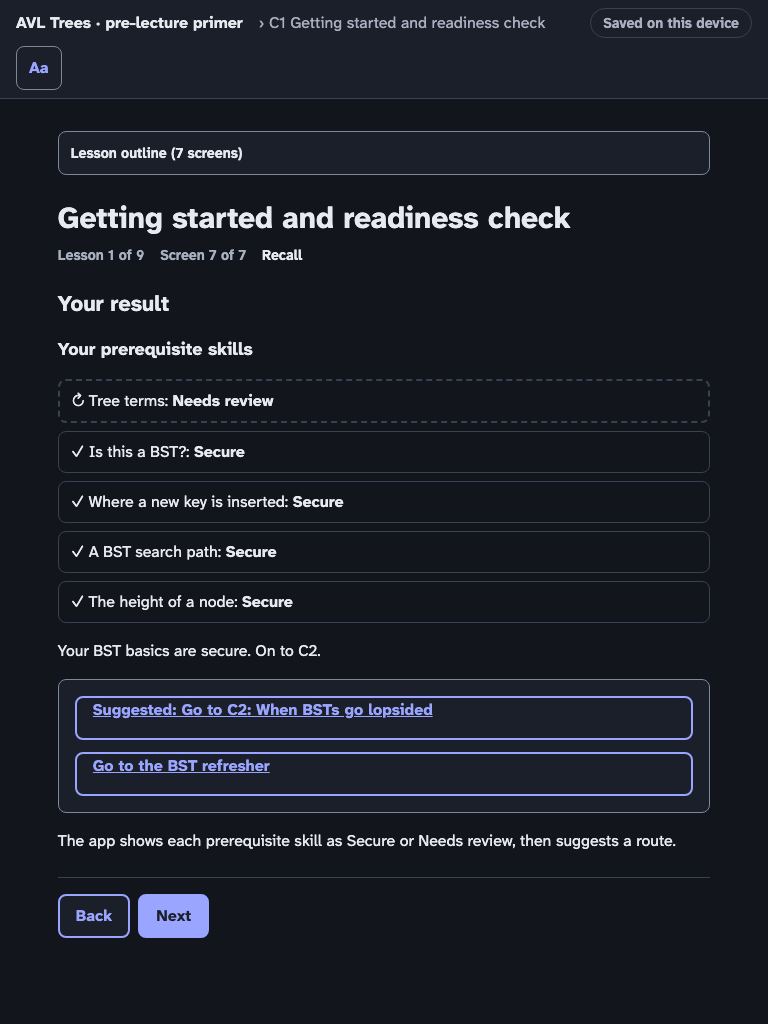 AVL Trees · pre-lecture primer › C1 Getting started and readiness check
Saved on this device
Aa
Lesson outline (7 screens)
Getting started and readiness check
Lesson 1 of 9 Screen 7 of 7 Recall
Your result
Your prerequisite skills
↻ Tree terms: Needs review
✓ Is this a BST?: Secure
✓ Where a new key is inserted: Secure
✓ A BST search path: Secure
✓ The height of a node: Secure
Your BST basics are secure. On to C2.
Suggested: Go to C2: When BSTs go lopsided
Go to the BST refresher
The app shows each prerequisite skill as Secure or Needs review, then suggests a route.
Back
Next